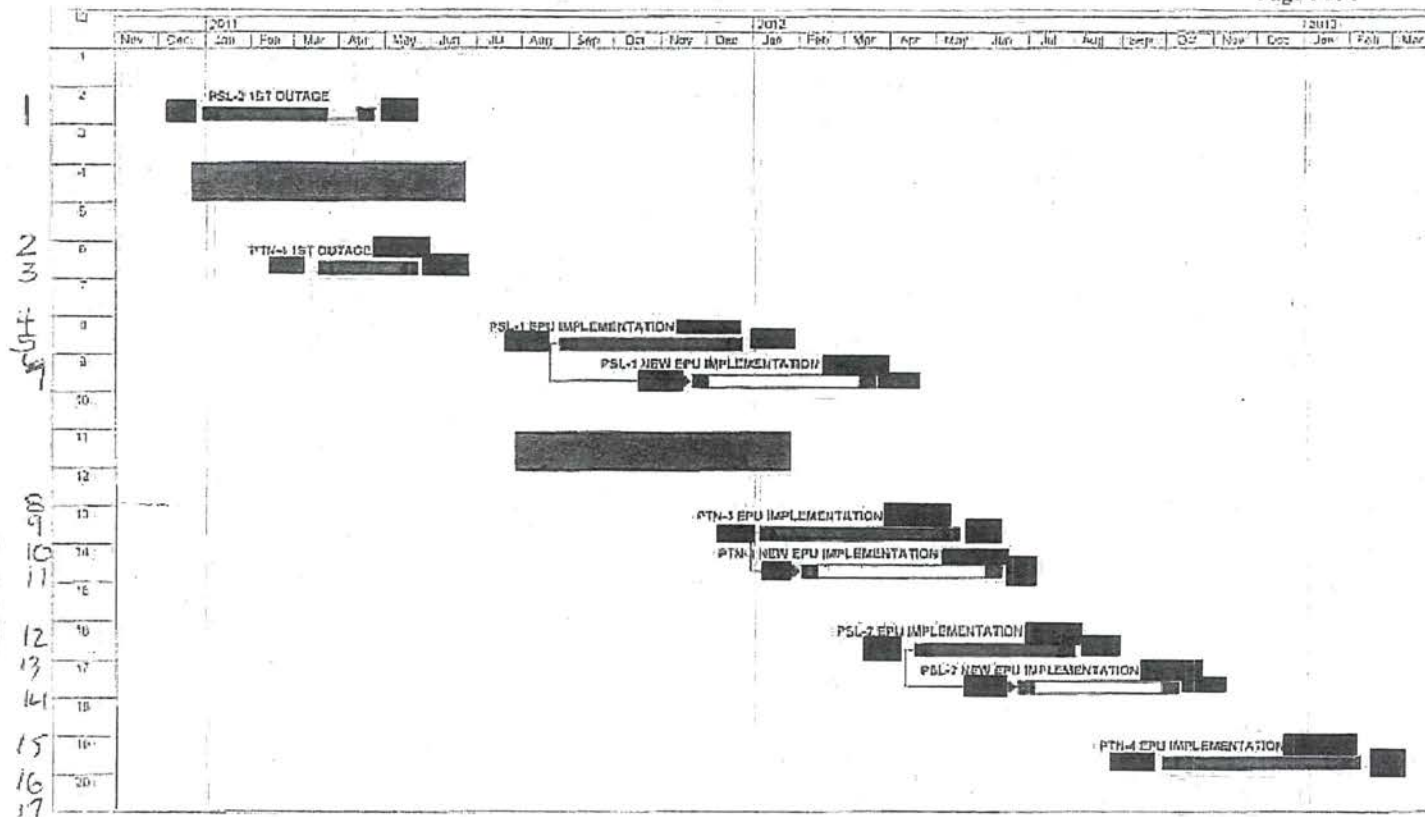 2011 2012 2013
Nov Dec Jan Feb Mar Apr May Jun Jul Aug Sep Oct Nov Dec Jan Feb Mar Apr May Jun Jul Aug Sep Oct Nov Dec Jan Feb Mar
1
1 2 PSL-2 1ST OUTAGE
3
4
5
2 6 PTN-4 1ST OUTAGE
3
7
4 8 PSL-1 EPU IMPLEMENTATION
9 PSL-1 NEW EPU IMPLEMENTATION
7
10
11
12
8 13 PTN-3 EPU IMPLEMENTATION
9
10 14 NEW EPU IMPLEMENTATION
11
15
12 16 PSL-2 EPU IMPLEMENTATION
13 17 PSL-2 NEW EPU IMPLEMENTATION
14 18
15 19 PTN-4 EPU IMPLEMENTATION
16 20
17